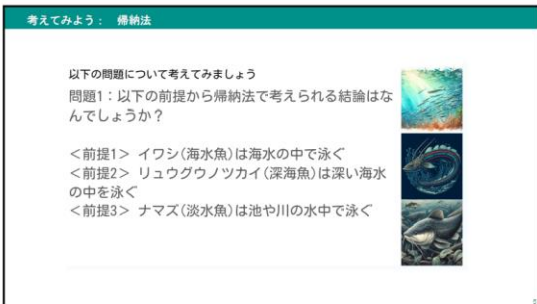 考えてみよう： 帰納法
以下の問題について考えてみましょう
問題1：以下の前提から帰納法で考えられる結論はな
んでしょうか？
＜前提1＞ イワシ(海水魚)は海水の中で泳ぐ
＜前提2＞ リュウグウノツカイ(深海魚)は深い海水
の中を泳ぐ
＜前提3＞ ナマズ(淡水魚)は池や川の水中で泳ぐ